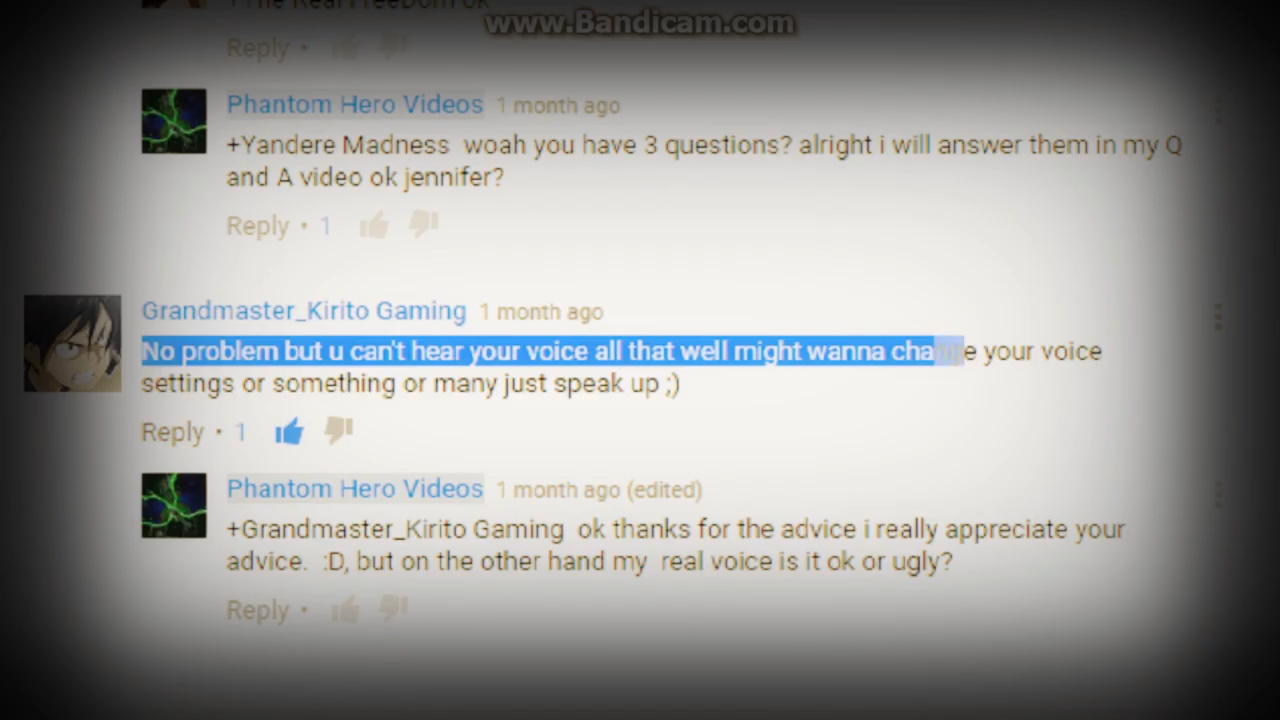 www.Bandicam.com
+The Real FreeDom ok
Reply •
Phantom Hero Videos 1 month ago
+Yandere Madness woah you have 3 questions? alright i will answer them in my Q
and A video ok jennifer?
Reply • 1
Grandmaster_Kirito Gaming 1 month ago
No problem but u can't hear your voice all that well might wanna change your voice
settings or something or many just speak up ;)
Reply • 1
Phantom Hero Videos 1 month ago (edited)
+Grandmaster_Kirito Gaming ok thanks for the advice i really appreciate your
advice. :D, but on the other hand my real voice is it ok or ugly?
Reply •